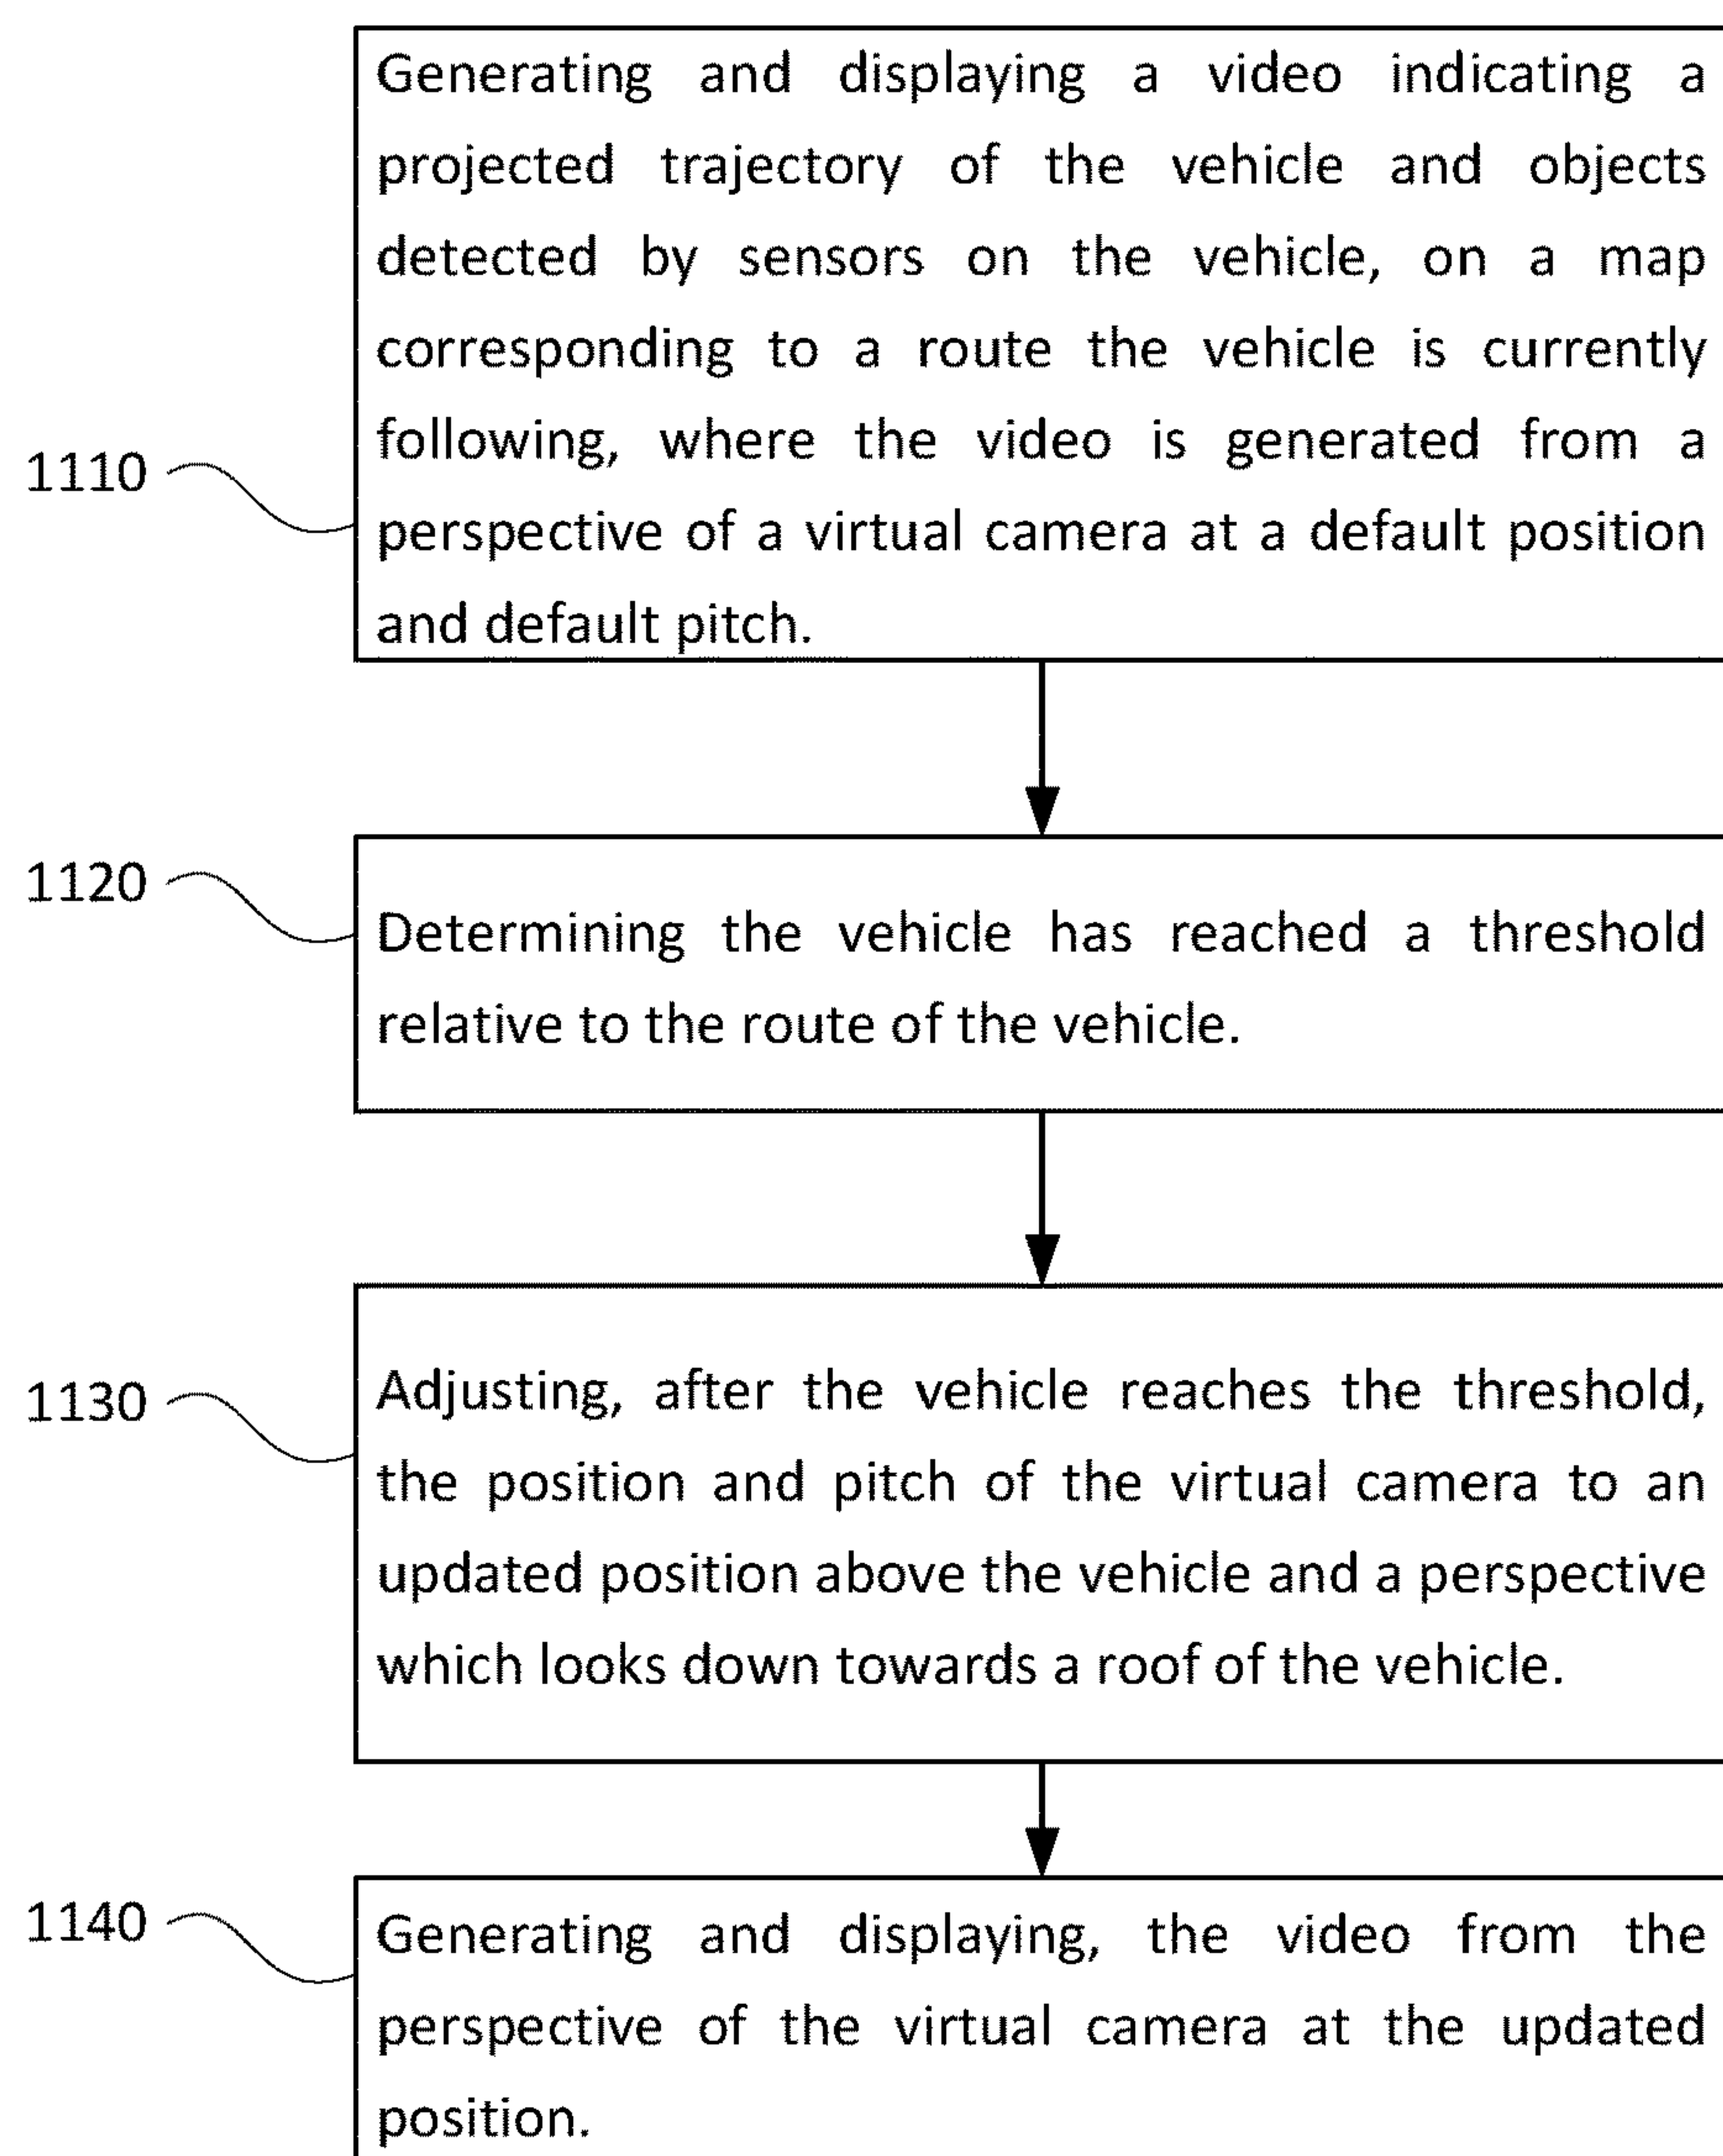 Generating and displaying a video indicating a
projected trajectory of the vehicle and objects
detected by sensors on the vehicle, on a map
corresponding to a route the vehicle is currently
following, where the video is generated from a
1110
perspective of a virtual camera at a default position
and default pitch.
1120
Determining the vehicle has reached a threshold
relative to the route of the vehicle.
1130
Adjusting, after the vehicle reaches the threshold,
the position and pitch of the virtual camera to an
updated position above the vehicle and a perspective
which looks down towards a roof of the vehicle.
1140
Generating and displaying, the video from the
perspective of the virtual camera at the updated
position.